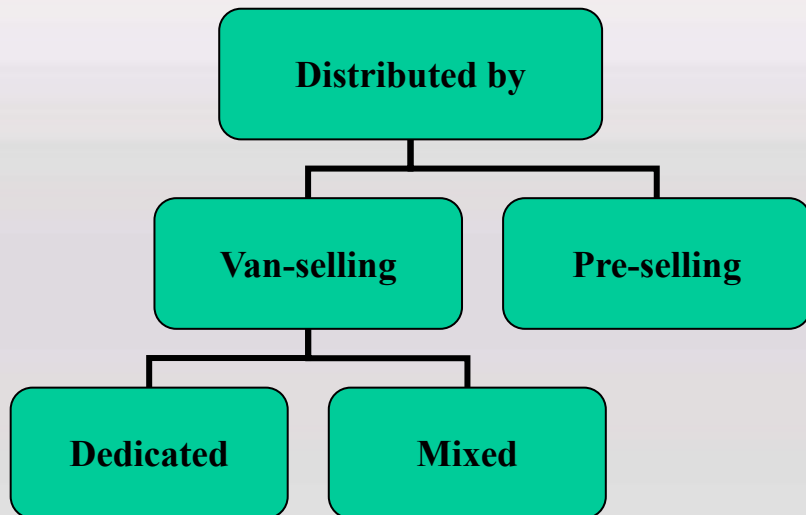 Distributed by
Van-selling
Pre-selling
Dedicated
Mixed